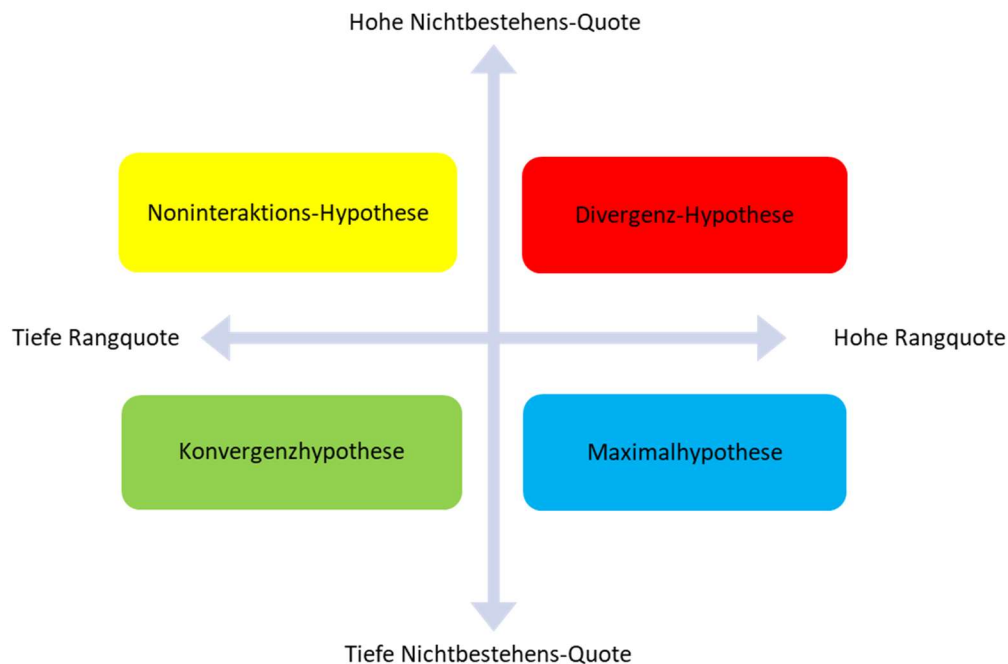 Hohe Nichtbestehens-Quote
Noninteraktions-Hypothese
Divergenz-Hypothese
Tiefe Rangquote
Hohe Rangquote
Konvergenzhypothese
Maximalhypothese
Tiefe Nichtbestehens-Quote